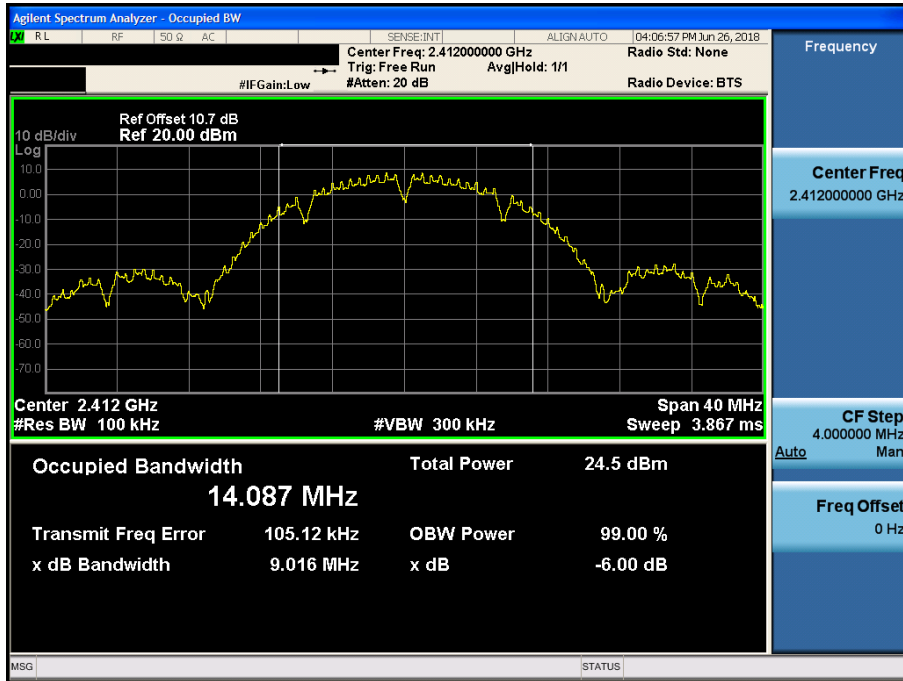 Agilent Spectrum Analyzer - Occupied BW
LXI RL RF 50 Ω AC SENSE:INT ALIGN AUTO 04:06:57 PM Jun 26, 2018
Center Freq: 2.412000000 GHz Radio Std: None
Trig: Free Run Avg|Hold: 1/1
#IFGain:Low #Atten: 20 dB Radio Device: BTS
Frequency
Ref Offset 10.7 dB
10 dB/div Ref 20.00 dBm
Log
10.0
0.00
-10.0
-20.0
-30.0
-40.0
-50.0
-60.0
-70.0
Center 2.412 GHz Span 40 MHz
#Res BW 100 kHz #VBW 300 kHz Sweep 3.867 ms
Occupied Bandwidth Total Power 24.5 dBm
14.087 MHz
Transmit Freq Error 105.12 kHz OBW Power 99.00 %
x dB Bandwidth 9.016 MHz x dB -6.00 dB
Center Freq
2.412000000 GHz
CF Step
4.000000 MHz
Auto Man
Freq Offset
0 Hz
MSG STATUS